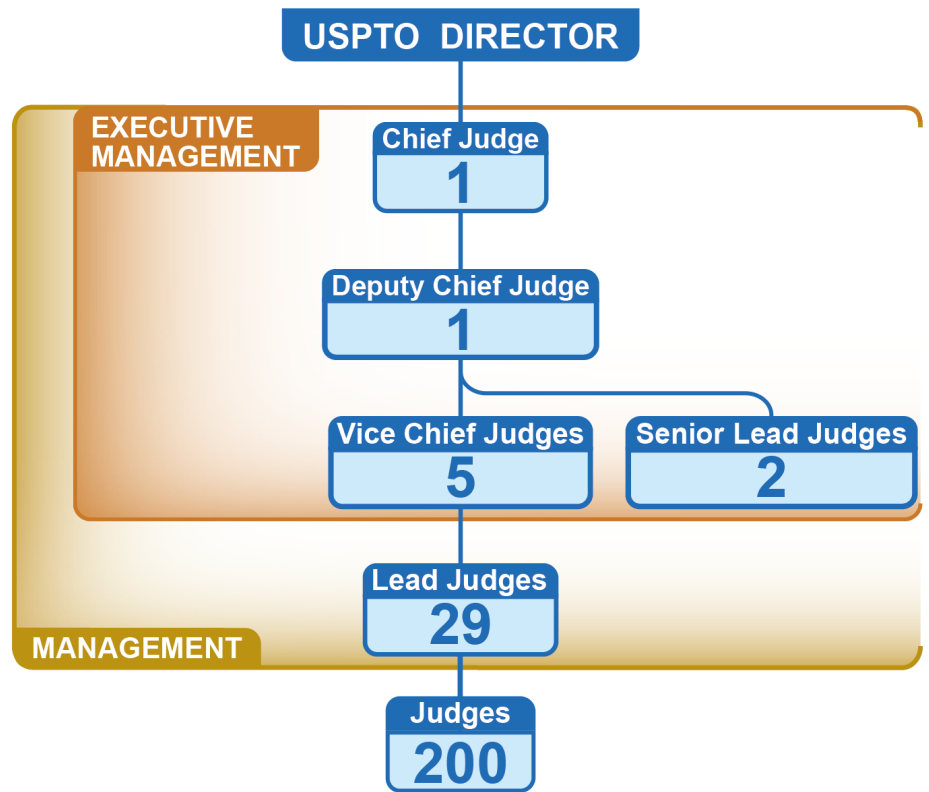 USPTO DIRECTOR
EXECUTIVE
MANAGEMENT
Chief Judge
1
Deputy Chief Judge
1
Vice Chief Judges
5
Senior Lead Judges
2
Lead Judges
29
MANAGEMENT
Judges
200